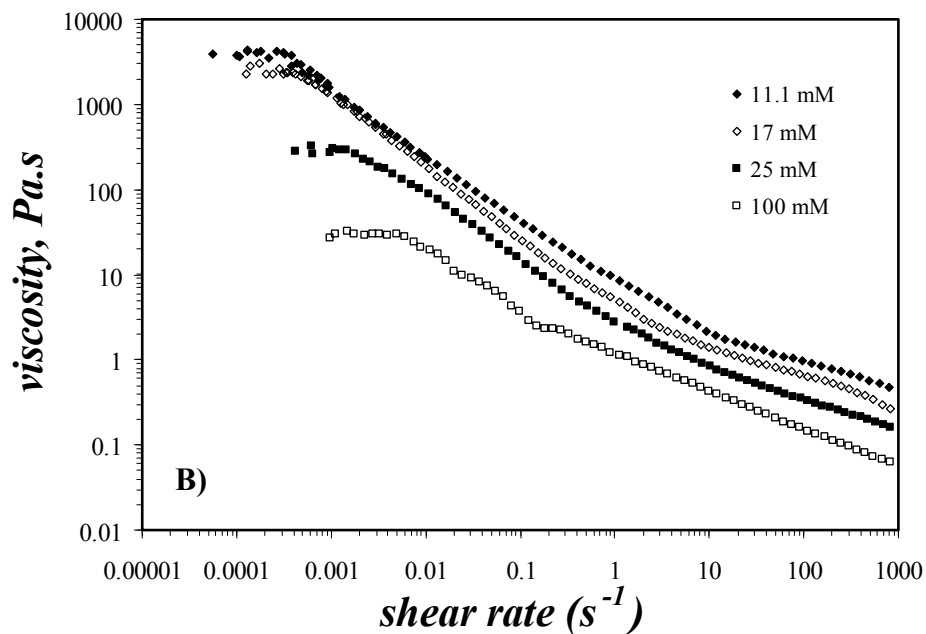 10000
1000
100
10
1
0.1
0.01
viscosity, Pa.s
11.1 mM
17 mM
25 mM
100 mM
B)
0.00001 0.0001 0.001 0.01 0.1 1 10 100 1000
shear rate (s⁻¹)